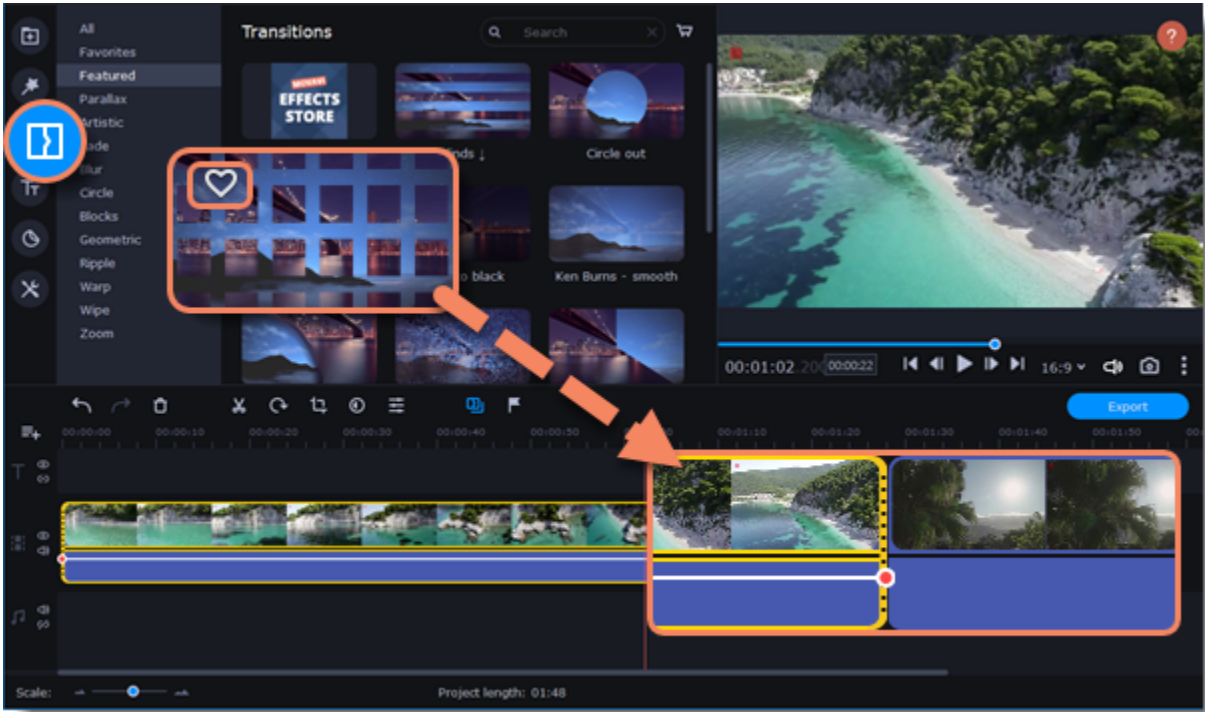 All
Favorites
Featured
Parallax
Artistic
Circle
Blocks
Geometric
Ripple
Warp
Wipe
Zoom
Transitions
Search
MOVAVI
EFFECTS
STORE
Circle out
to black
Ken Burns - smooth
?
00:01:02.200
00:00:22
16:9
Export
00:00:00 00:00:10 00:00:20 00:00:30 00:00:40 00:00:50 00:01:10 00:01:20 00:01:30 00:01:40 00:01:50
Scale:
Project length: 01:48